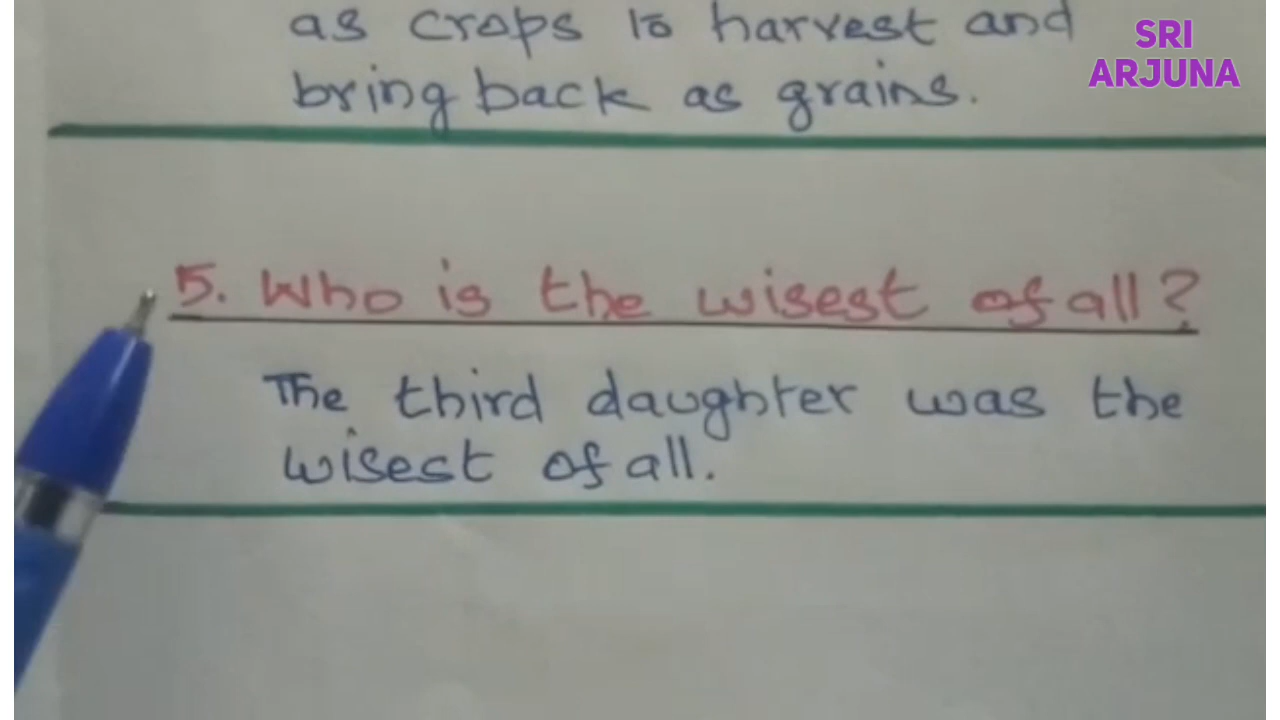 as crops to harvest and
bring back as grains.
SRI
ARJUNA
5. Who is the wisest of all?
The third daughter was the
wisest of all.